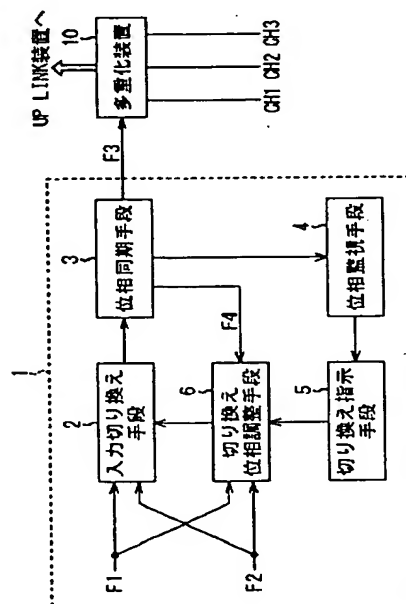 1
F1
F2
2
入力切り換え
手段
6
切り換え
位相調整手段
5
切り換え指示
手段
3
位相同期手段
F4
4
位相監視手段
F3
10
多重化装置
UP LINK装置へ
CH1
CH2
CH3